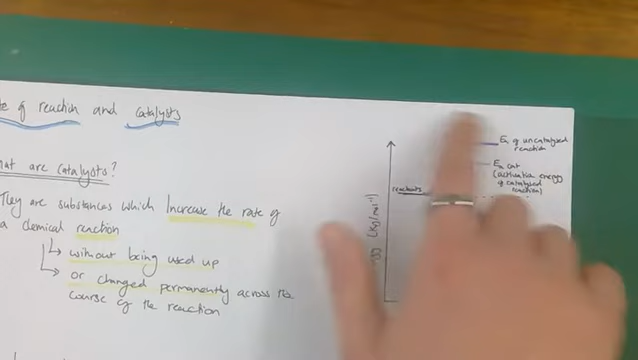 of reaction and catalysts
What are catalysts?
They are substances which Increase the rate of
a chemical reaction
↳ without being used up
↳ or changed permanently across the
course of the reaction
Ea of uncatalysed
reaction
Ea cat
(activation energy
of catalysed
reaction)
reactants
(KJ/mol⁻¹)